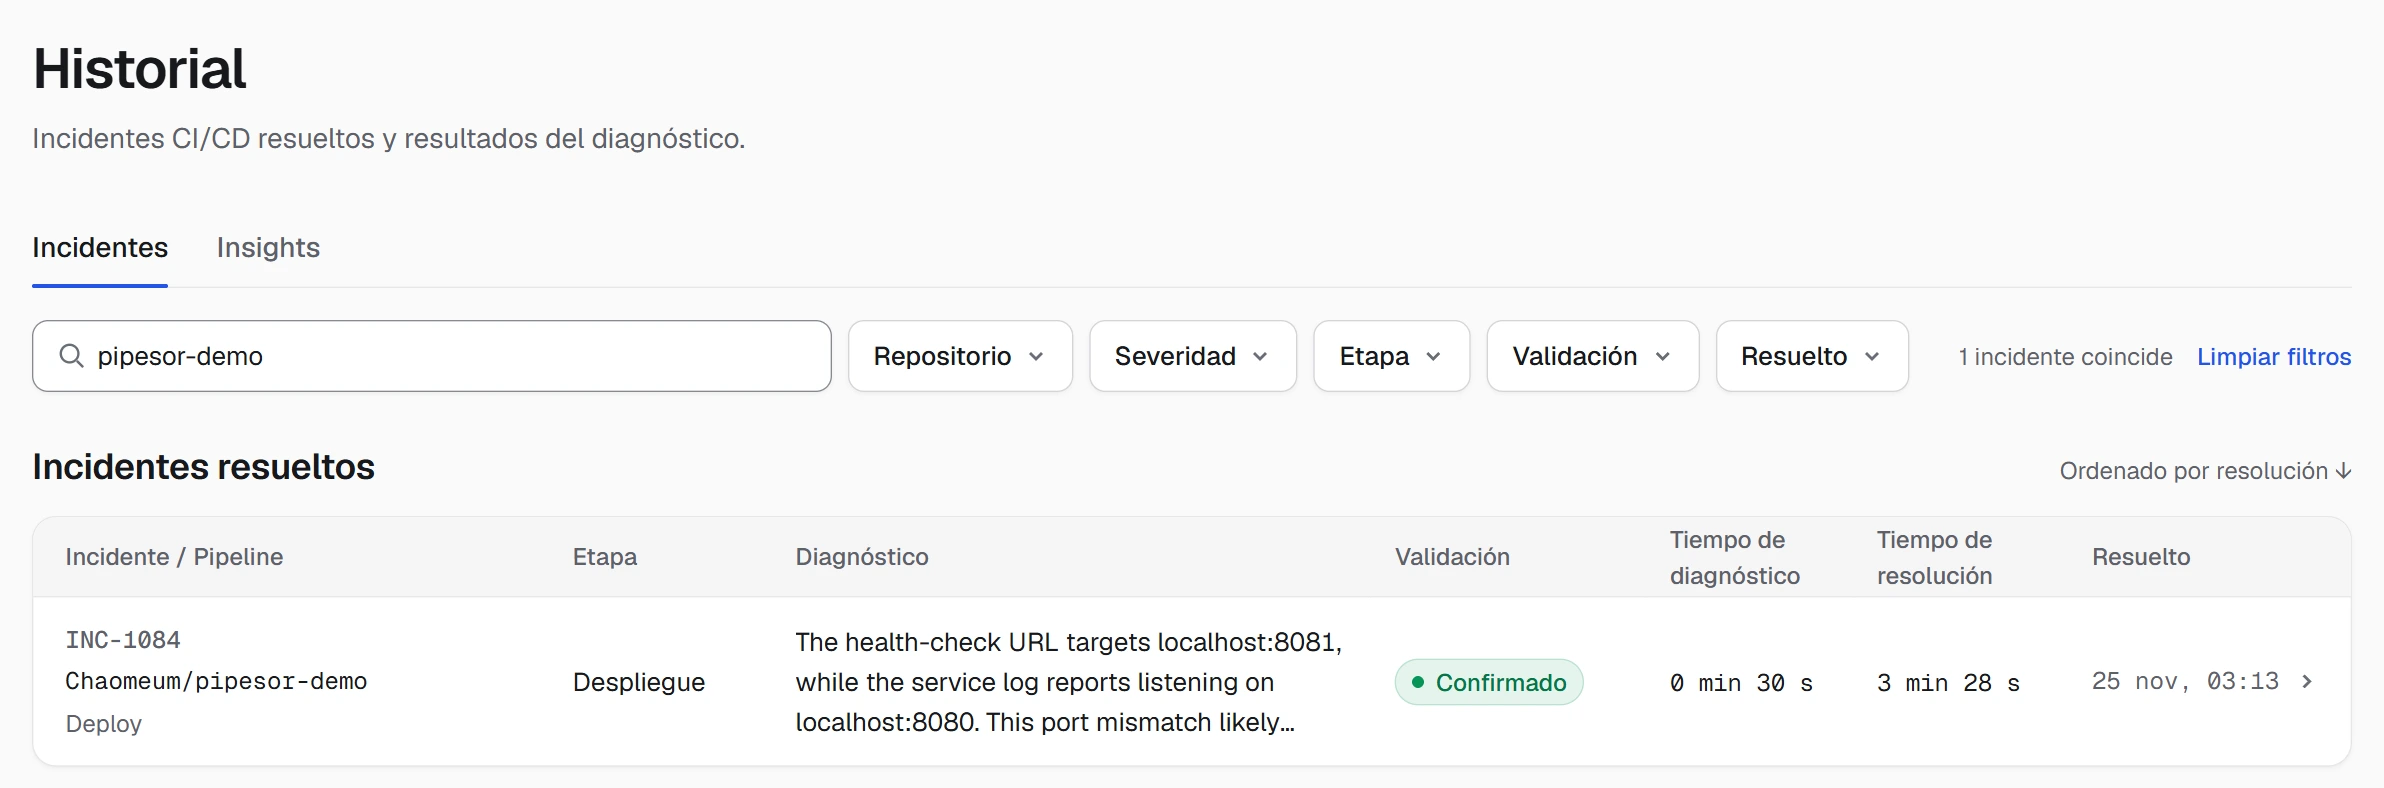 Historial
Incidentes CI/CD resueltos y resultados del diagnóstico.
Incidentes
Insights
pipesor-demo
Repositorio
Severidad
Etapa
Validación
Resuelto
1 incidente coincide
Limpiar filtros
Incidentes resueltos
Ordenado por resolución ↓
Incidente / Pipeline
Etapa
Diagnóstico
Validación
Tiempo de
diagnóstico
Tiempo de
resolución
Resuelto
INC-1084
Chaomeum/pipesor-demo
Deploy
Despliegue
The health-check URL targets localhost:8081,
while the service log reports listening on
localhost:8080. This port mismatch likely…
Confirmado
0 min 30 s
3 min 28 s
25 nov, 03:13